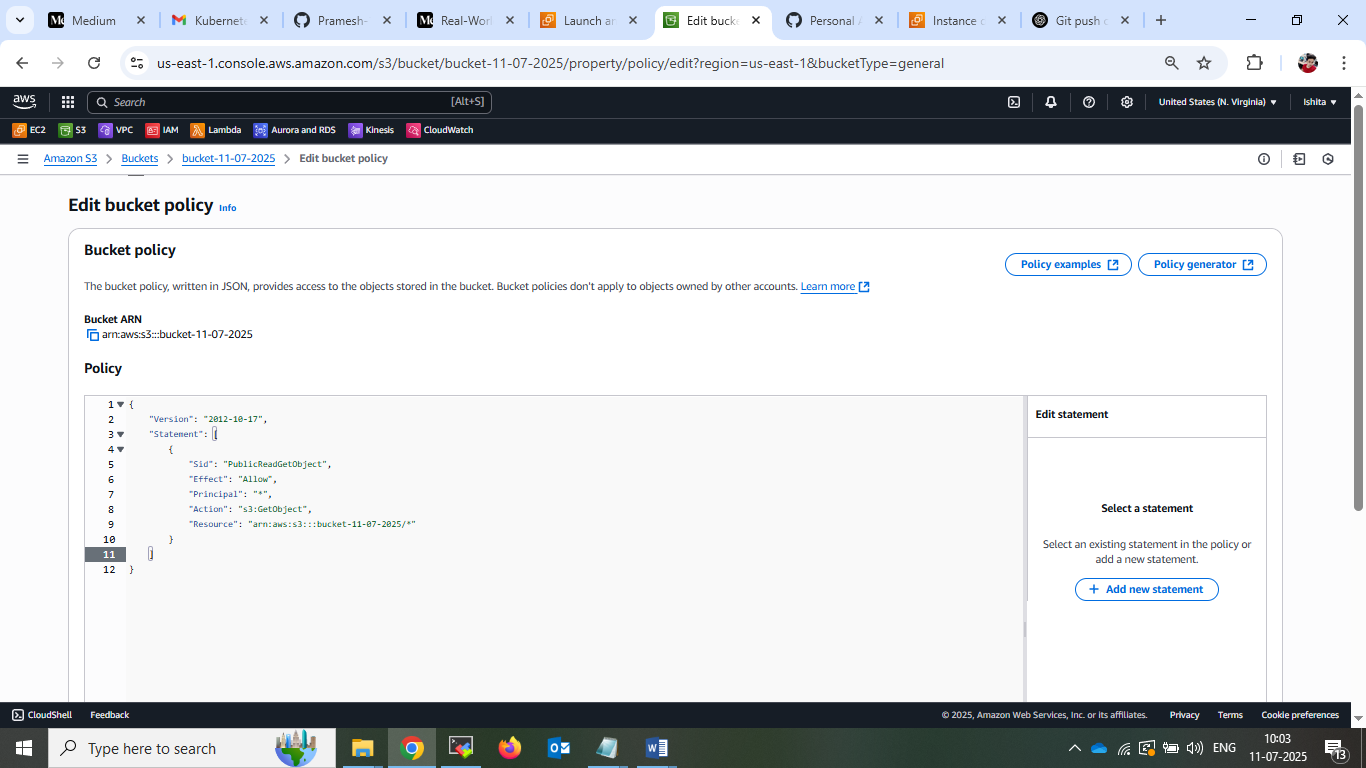 Medium
Kubernete
Pramesh-
Real-Wor
Launch an
Edit bucke
Personal A
Instance d
Git push c
us-east-1.console.aws.amazon.com/s3/bucket/bucket-11-07-2025/property/policy/edit?region=us-east-1&bucketType=general
aws
Search
[Alt+S]
United States (N. Virginia)
Ishita
EC2
S3
VPC
IAM
Lambda
Aurora and RDS
Kinesis
CloudWatch
Amazon S3 > Buckets > bucket-11-07-2025 > Edit bucket policy
Edit bucket policy Info
Bucket policy
Policy examples
Policy generator
The bucket policy, written in JSON, provides access to the objects stored in the bucket. Bucket policies don't apply to objects owned by other accounts. Learn more
Bucket ARN
arn:aws:s3:::bucket-11-07-2025
Policy
1 {
2 "Version": "2012-10-17",
3 "Statement": [
4 {
5 "Sid": "PublicReadGetObject",
6 "Effect": "Allow",
7 "Principal": "*",
8 "Action": "s3:GetObject",
9 "Resource": "arn:aws:s3:::bucket-11-07-2025/*"
10 }
11 ]
12 }
Edit statement
Select a statement
Select an existing statement in the policy or
add a new statement.
+ Add new statement
CloudShell
Feedback
© 2025, Amazon Web Services, Inc. or its affiliates.
Privacy
Terms
Cookie preferences
Type here to search
ENG
10:03
11-07-2025
13